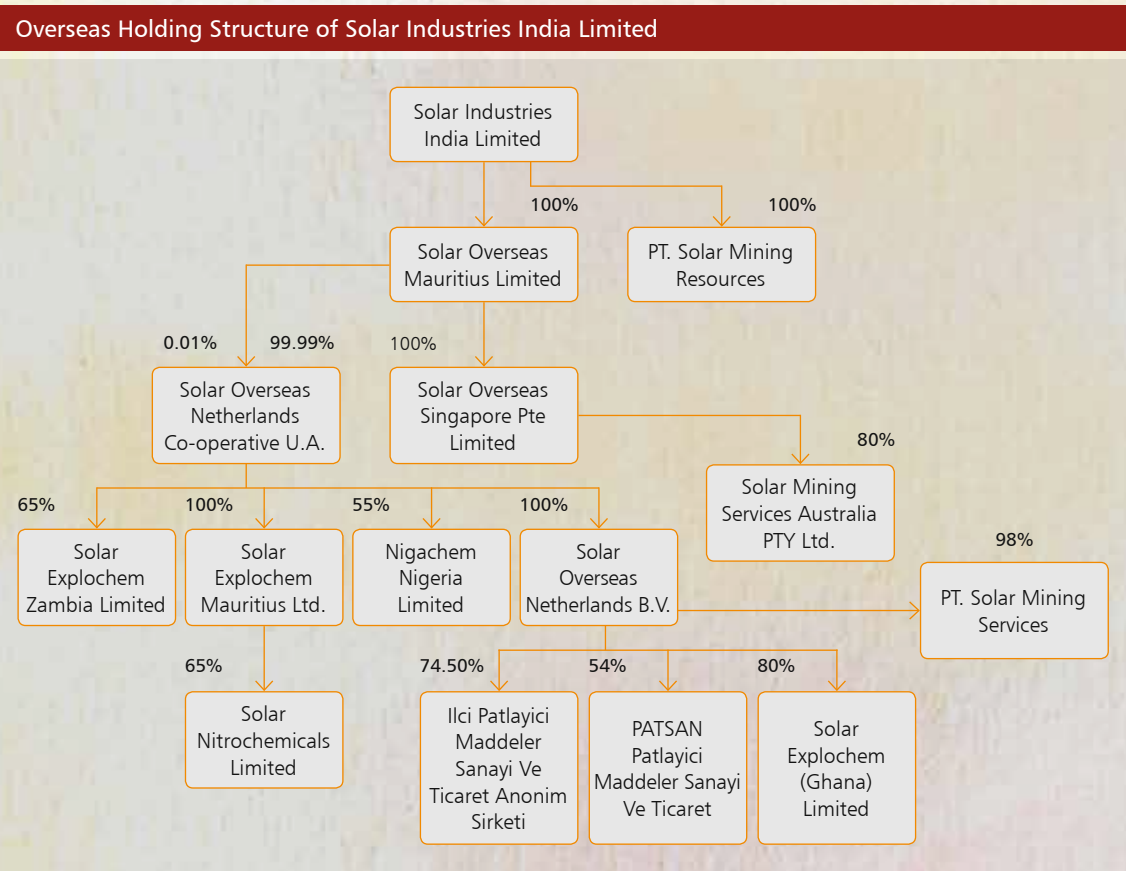 Overseas Holding Structure of Solar Industries India Limited
Solar Industries
India Limited
100%
100%
Solar Overseas
Mauritius Limited
PT. Solar Mining
Resources
0.01%
99.99%
100%
Solar Overseas
Netherlands
Co-operative U.A.
Solar Overseas
Singapore Pte
Limited
80%
Solar Mining
Services Australia
PTY Ltd.
65%
100%
55%
100%
Solar
Explochem
Zambia Limited
Solar
Explochem
Mauritius Ltd.
Nigachem
Nigeria
Limited
Solar
Overseas
Netherlands B.V.
98%
PT. Solar Mining
Services
65%
74.50%
54%
80%
Solar
Nitrochemicals
Limited
Ilci Patlayici
Maddeler
Sanayi Ve
Ticaret Anonim
Sirketi
PATSAN
Patlayici
Maddeler Sanayi
Ve Ticaret
Solar
Explochem
(Ghana)
Limited